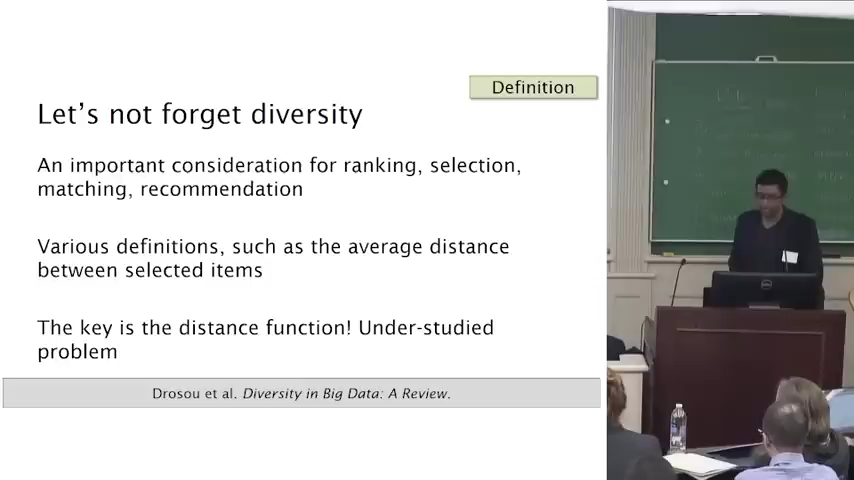 Definition
Let's not forget diversity
An important consideration for ranking, selection,
matching, recommendation
Various definitions, such as the average distance
between selected items
The key is the distance function! Under-studied
problem
Drosou et al. Diversity in Big Data: A Review.
DELL